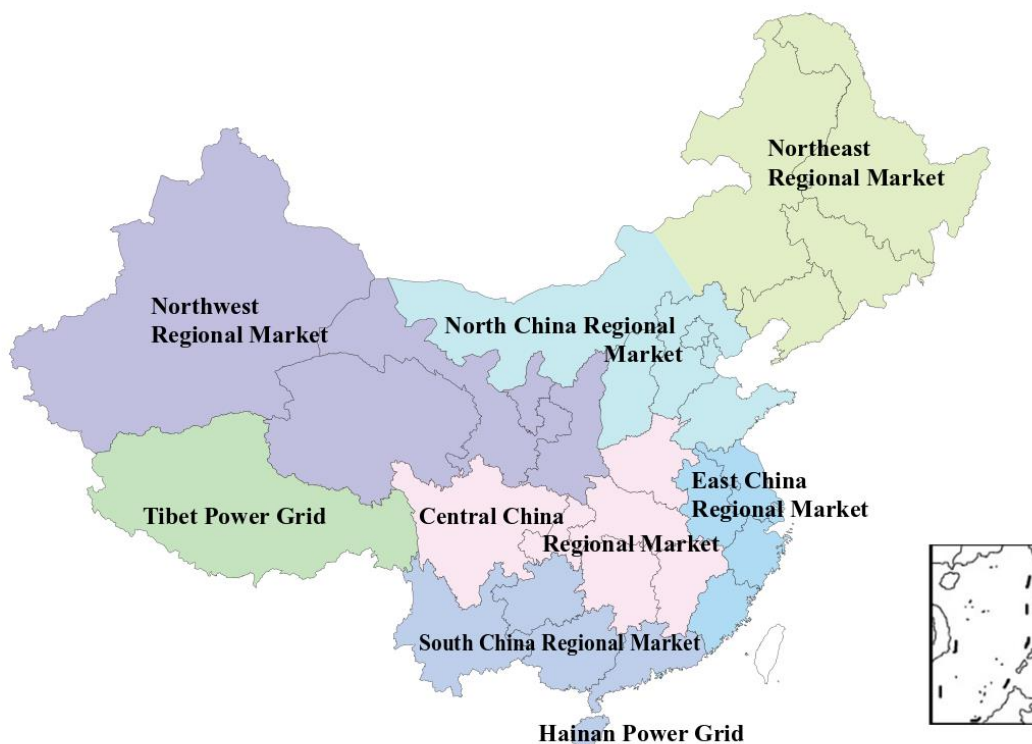 Northeast
Regional Market
Northwest
Regional Market
North China Regional
Market
East China
Regional Market
Tibet Power Grid
Central China
Regional Market
South China Regional Market
Hainan Power Grid